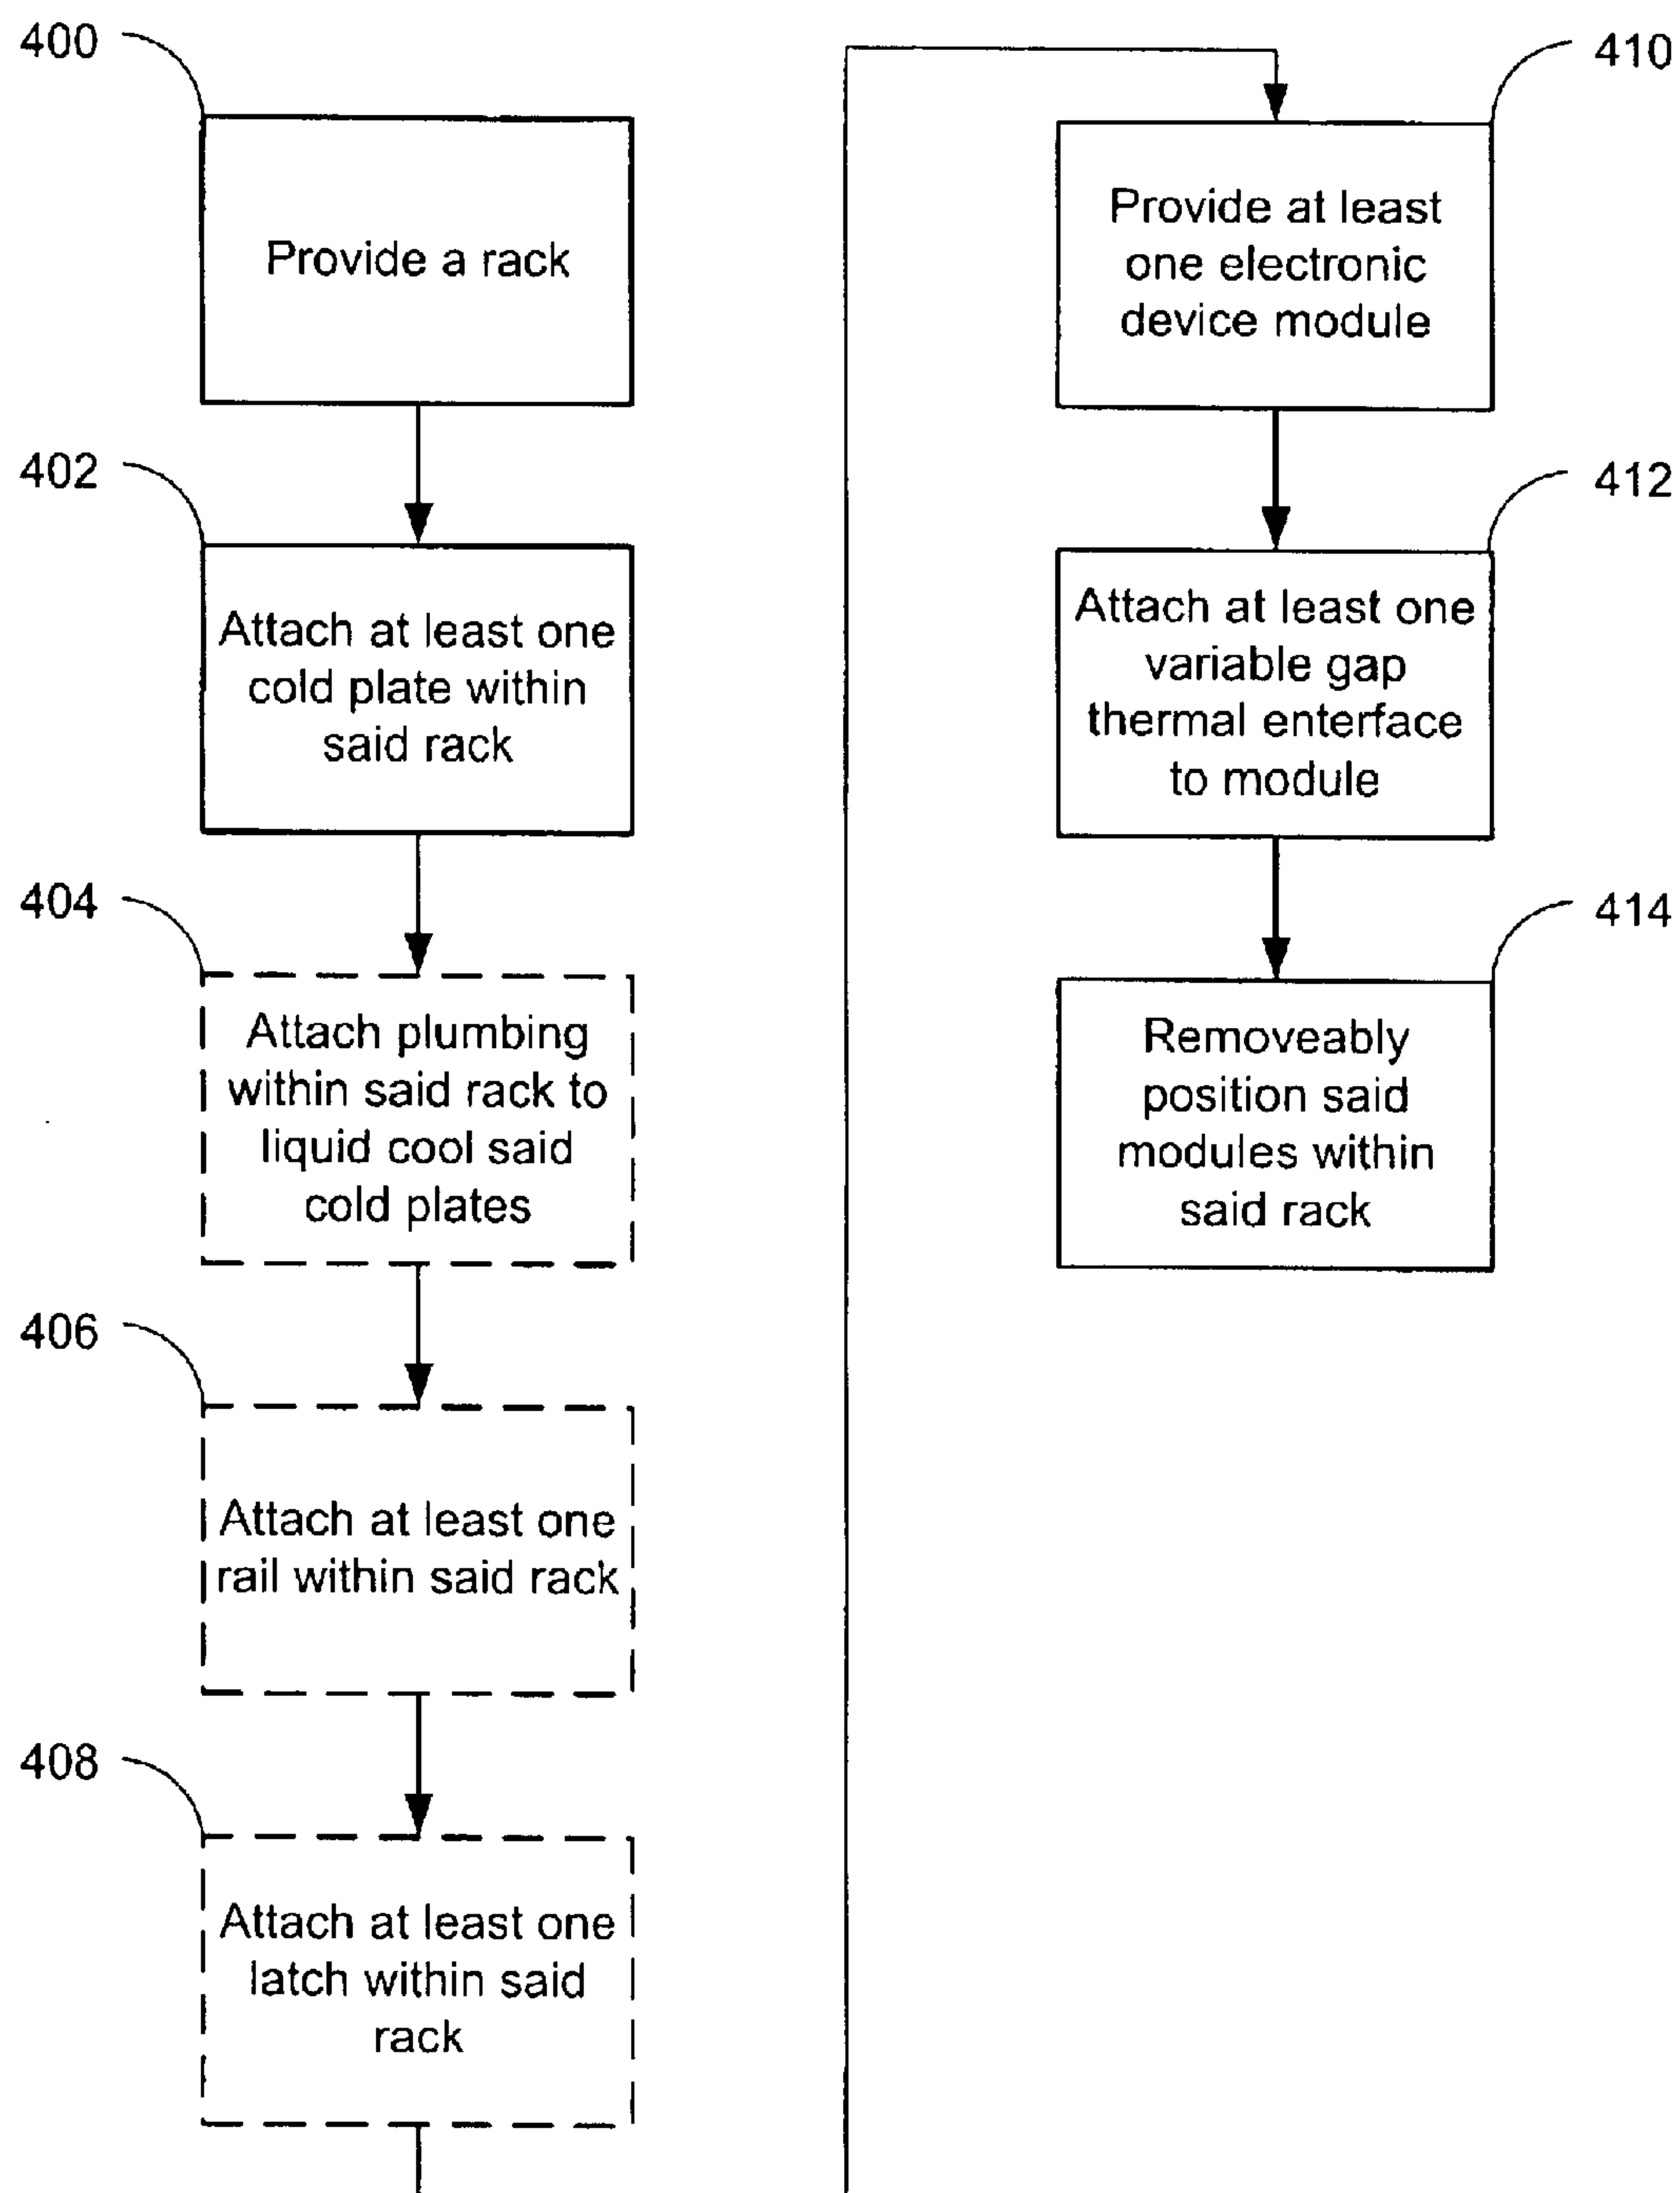 400
Provide a rack
402
Attach at least one
cold plate within
said rack
404
Attach plumbing
within said rack to
liquid cool said
cold plates
406
Attach at least one
rail within said rack
408
Attach at least one
latch within said
rack
410
Provide at least
one electronic
device module
412
Attach at least one
variable gap
thermal enterface
to module
414
Removeably
position said
modules within
said rack